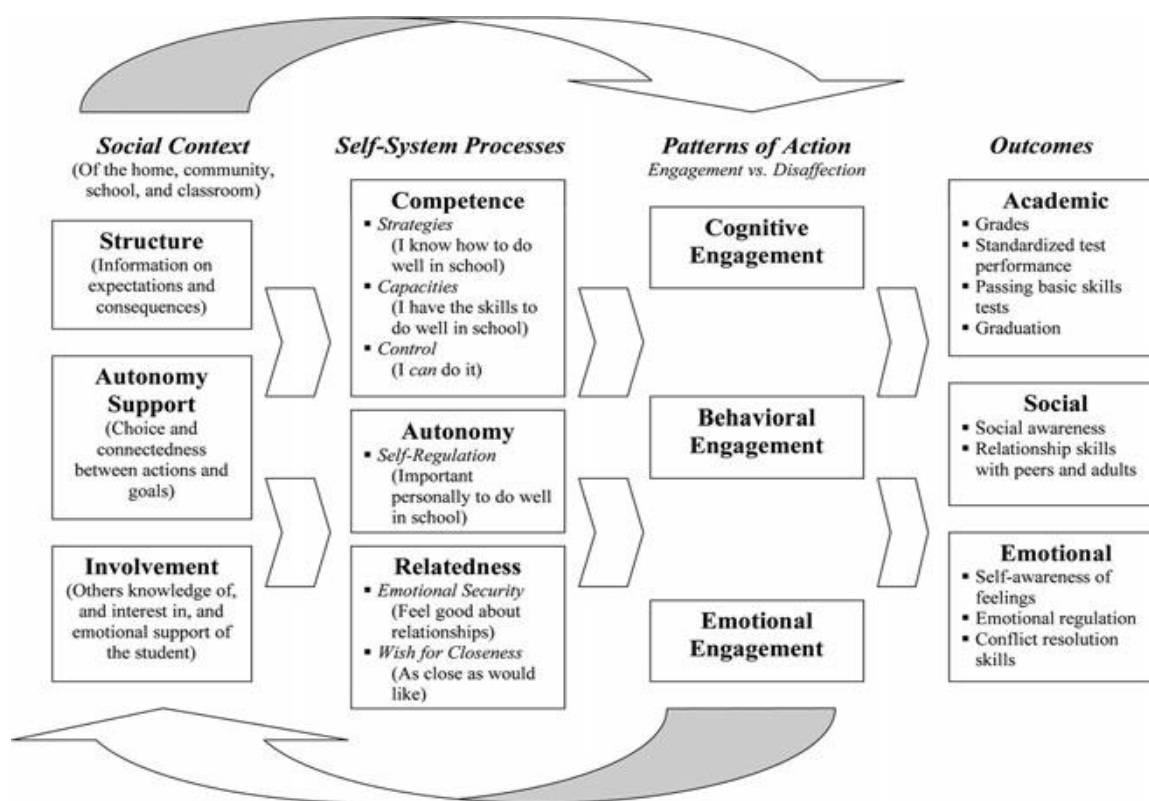 Social Context
(Of the home, community,
school, and classroom)
Structure
(Information on
expectations and
consequences)
Autonomy
Support
(Choice and
connectedness
between actions and
goals)
Involvement
(Others knowledge of,
and interest in, and
emotional support of
the student)
Self-System Processes
Competence
▪ Strategies
(I know how to do
well in school)
▪ Capacities
(I have the skills to
do well in school)
▪ Control
(I can do it)
Autonomy
▪ Self-Regulation
(Important
personally to do well
in school)
Relatedness
▪ Emotional Security
(Feel good about
relationships)
▪ Wish for Closeness
(As close as would
like)
Patterns of Action
Engagement vs. Disaffection
Cognitive
Engagement
Behavioral
Engagement
Emotional
Engagement
Outcomes
Academic
▪ Grades
▪ Standardized test
performance
▪ Passing basic skills
tests
▪ Graduation
Social
▪ Social awareness
▪ Relationship skills
with peers and adults
Emotional
▪ Self-awareness of
feelings
▪ Emotional regulation
▪ Conflict resolution
skills